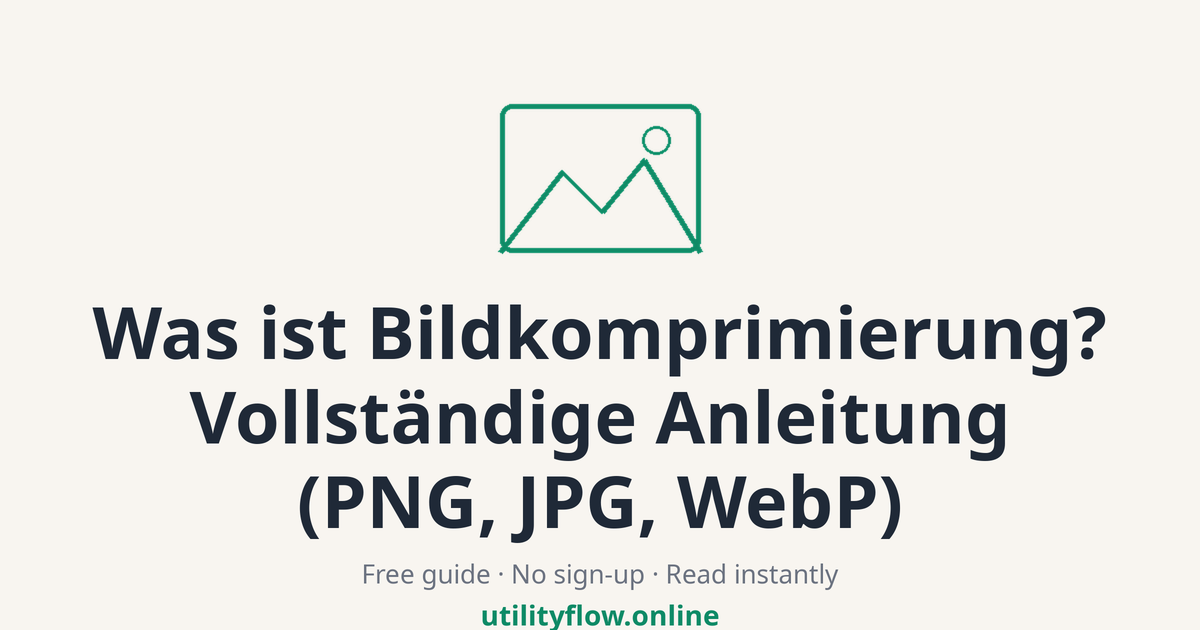 Was ist Bildkomprimierung?
Vollständige Anleitung
(PNG, JPG, WebP)
Free guide · No sign-up · Read instantly
utilityflow.online